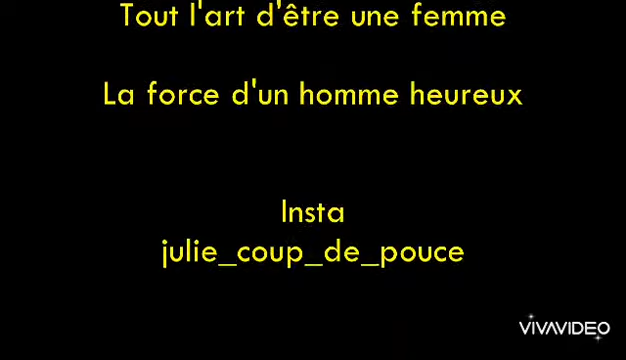 Tout l'art d'être une femme
La force d'un homme heureux
Insta
julie_coup_de_pouce
VIVAVIDEO